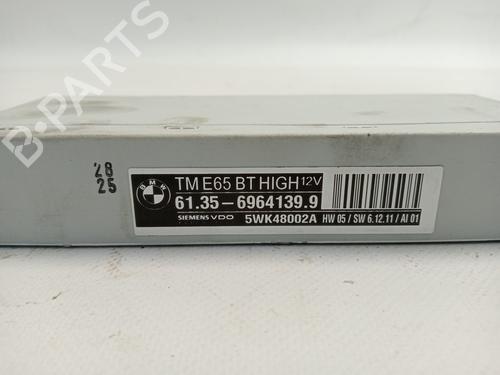 B-PARTS
28
25
BMW
TM E65 BT HIGH 12V
61.35-6964139.9
SIEMENS VDO 5WK48002A HW 05 / SW 6.12.11 / AI 01